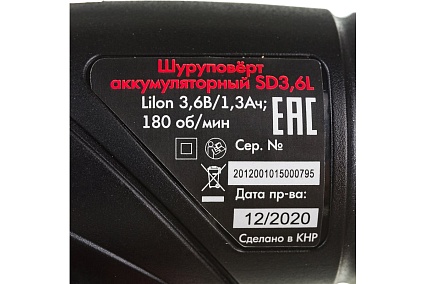 Шуруповёрт
аккумуляторный SD3,6L
LiIon 3,6В/1,3Ач;
180 об/мин
EAC
Сер. №
2012001015000795
Дата пр-ва:
12/2020
Сделано в КНР